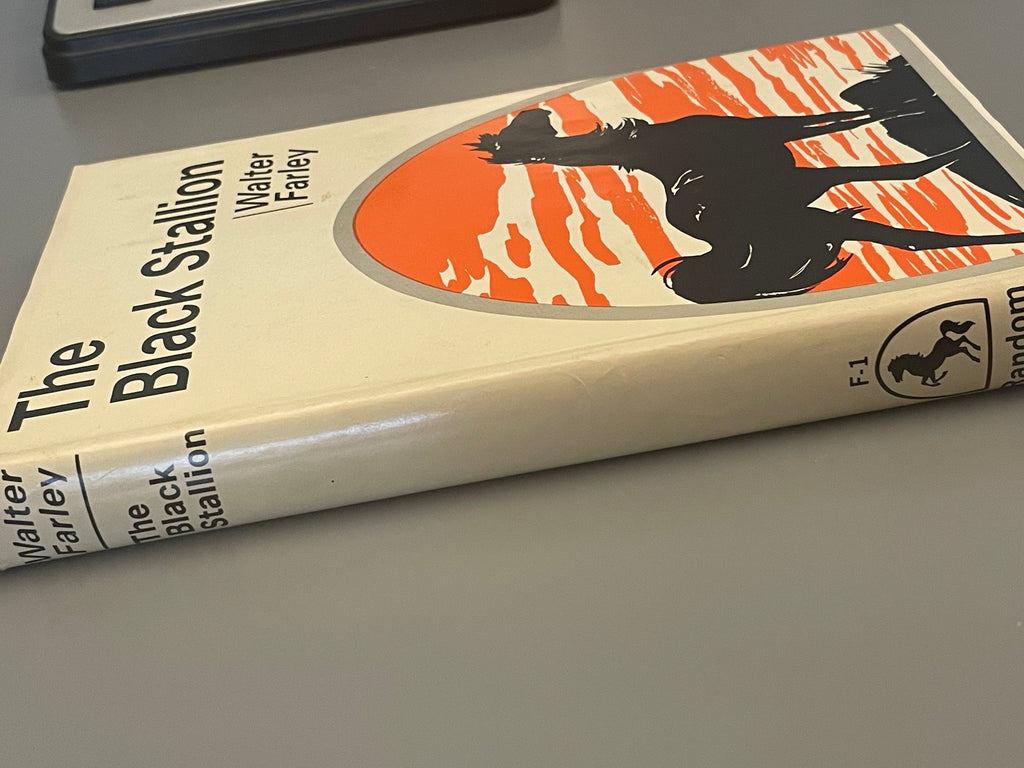 The
Black Stallion
Walter
Farley
Walter
Farley
The
Black
Stallion
F-1
Random